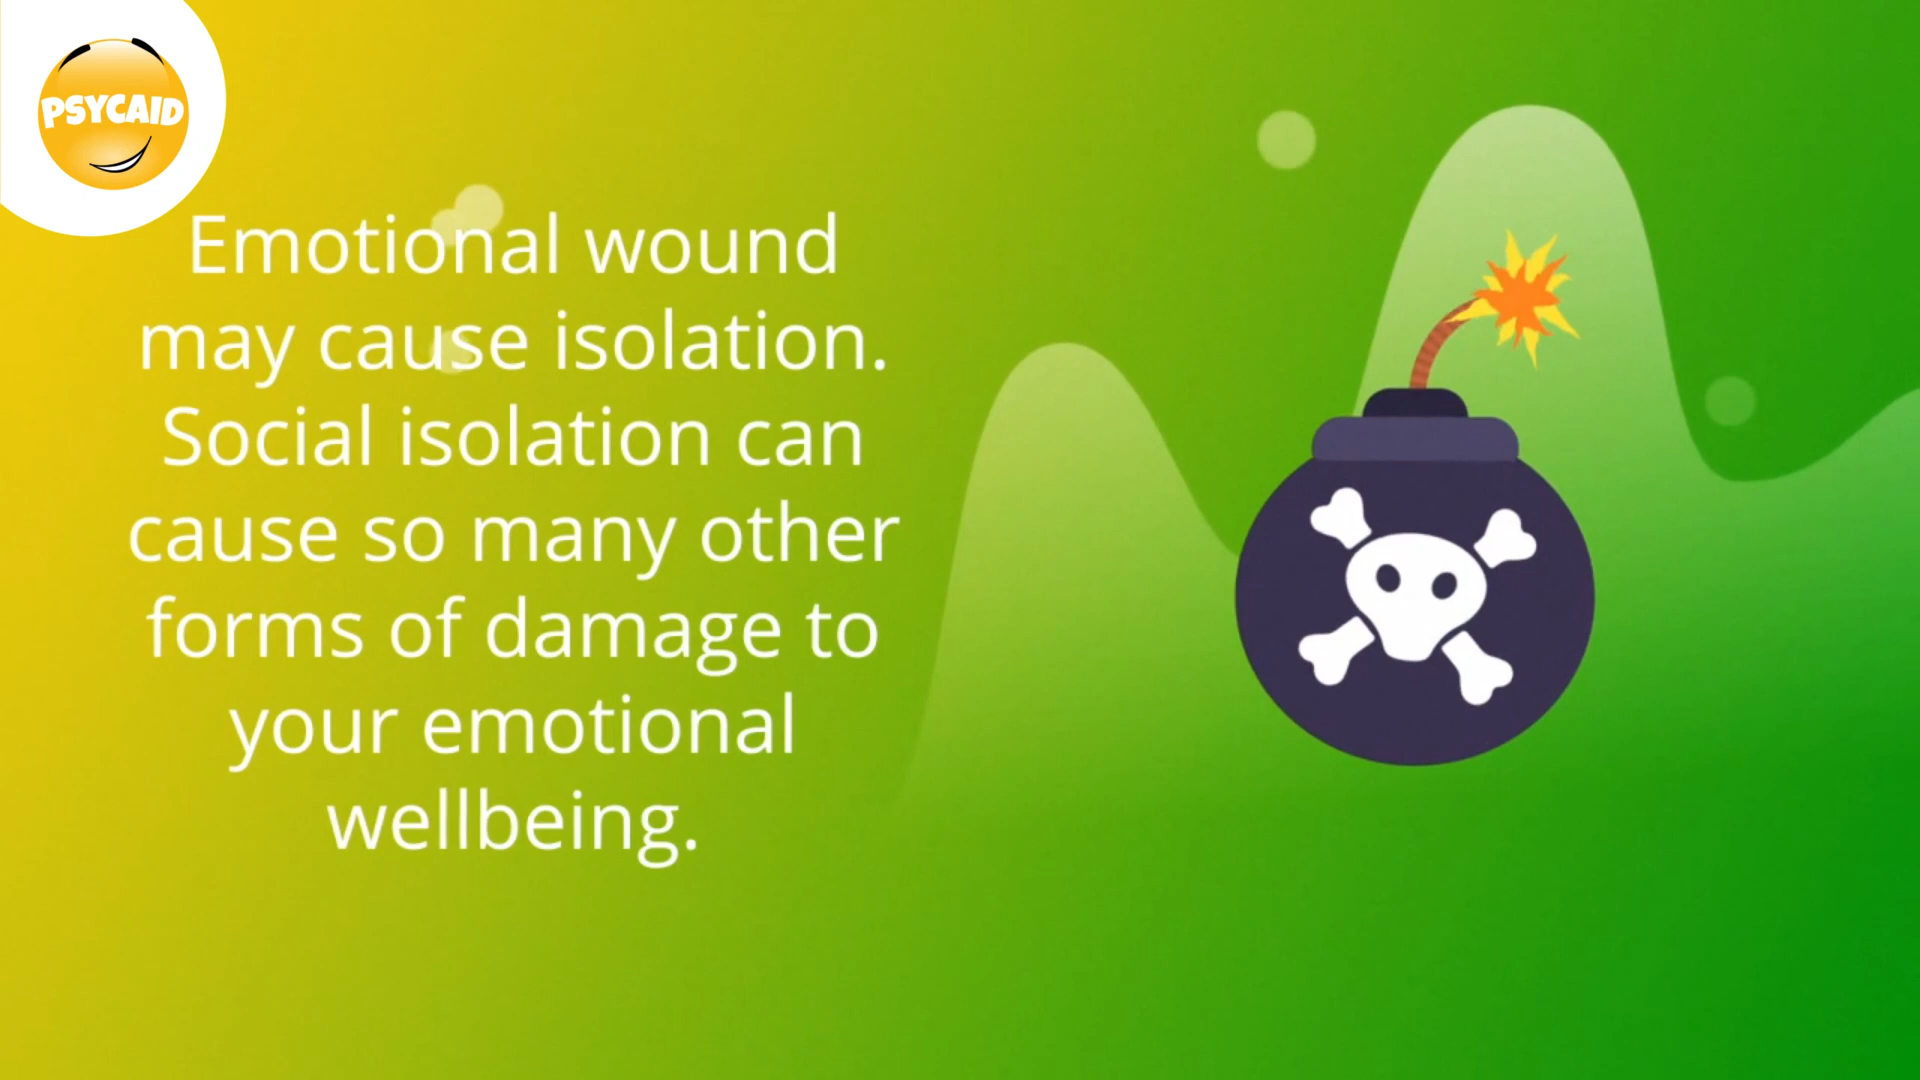 PSYCAID
Emotional wound
may cause isolation.
Social isolation can
cause so many other
forms of damage to
your emotional
wellbeing.